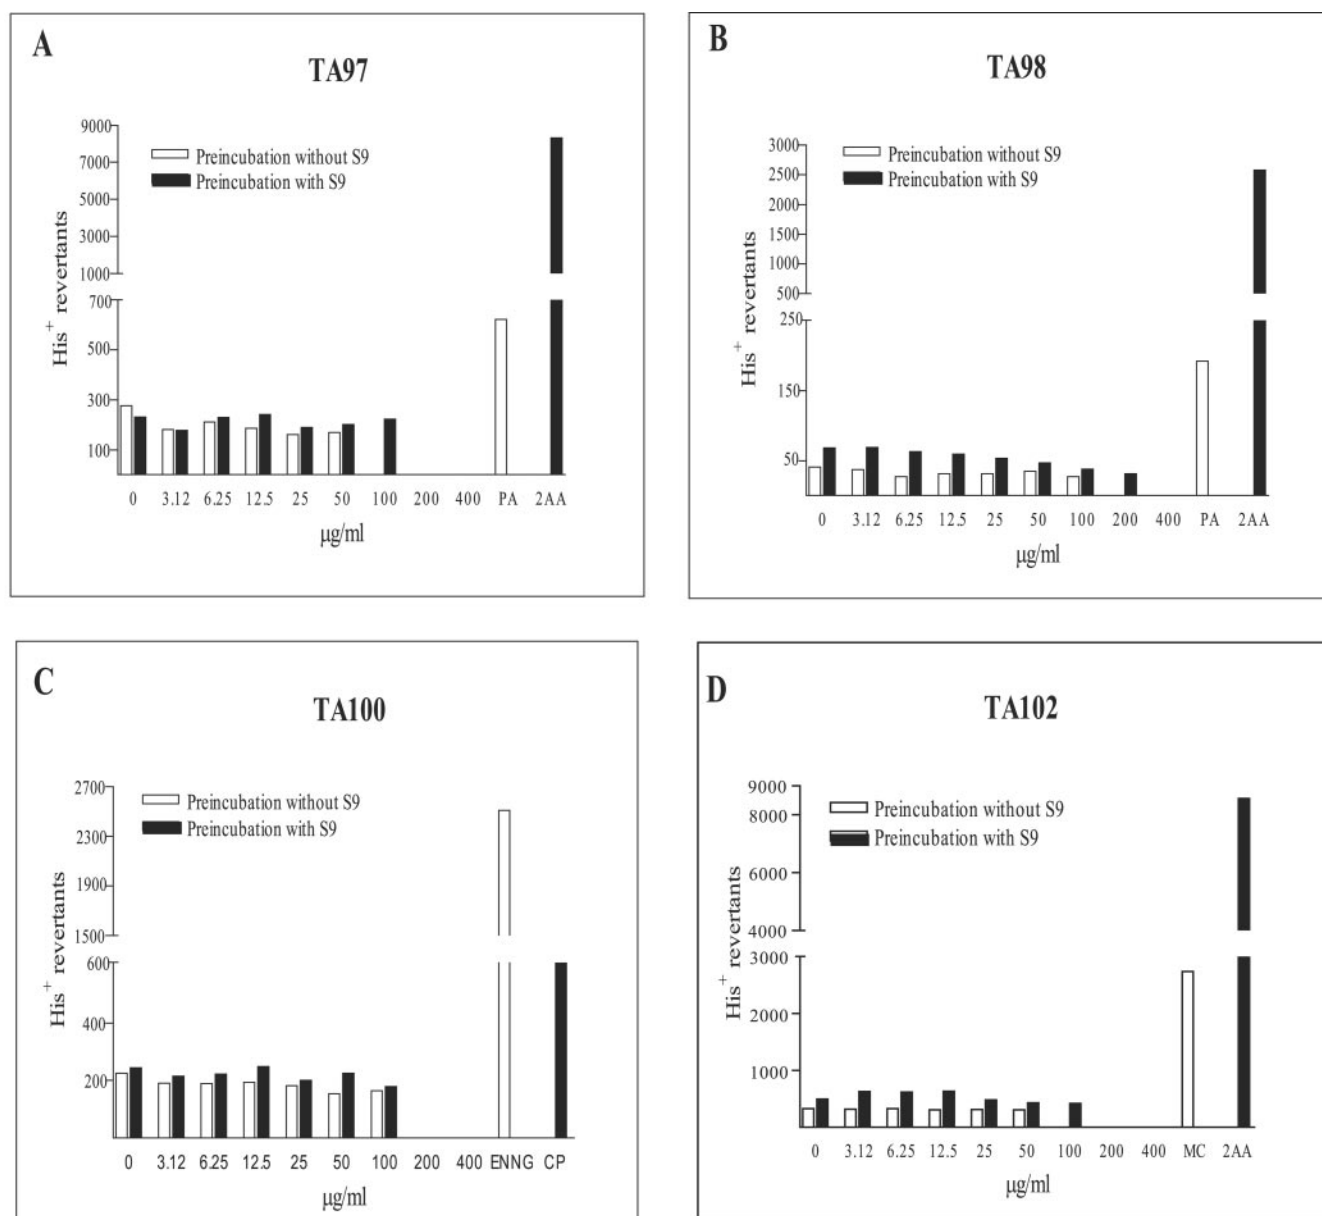 A
TA97
9000
7000
5000
3000
1000
700
500
300
100
His+ revertants
Preincubation without S9
Preincubation with S9
0 3.12 6.25 12.5 25 50 100 200 400 PA 2AA
µg/ml
B
TA98
3000
2500
2000
1500
1000
500
250
150
50
His+ revertants
Preincubation without S9
Preincubation with S9
0 3.12 6.25 12.5 25 50 100 200 400 PA 2AA
µg/ml
C
TA100
2700
2300
1900
1500
600
400
200
His+ revertants
Preincubation without S9
Preincubation with S9
0 3.12 6.25 12.5 25 50 100 200 400 ENNG CP
µg/ml
D
TA102
9000
8000
6000
4000
3000
2000
1000
His+ revertants
Preincubation without S9
Preincubation with S9
0 3.12 6.25 12.5 25 50 100 200 400 MC 2AA
µg/ml